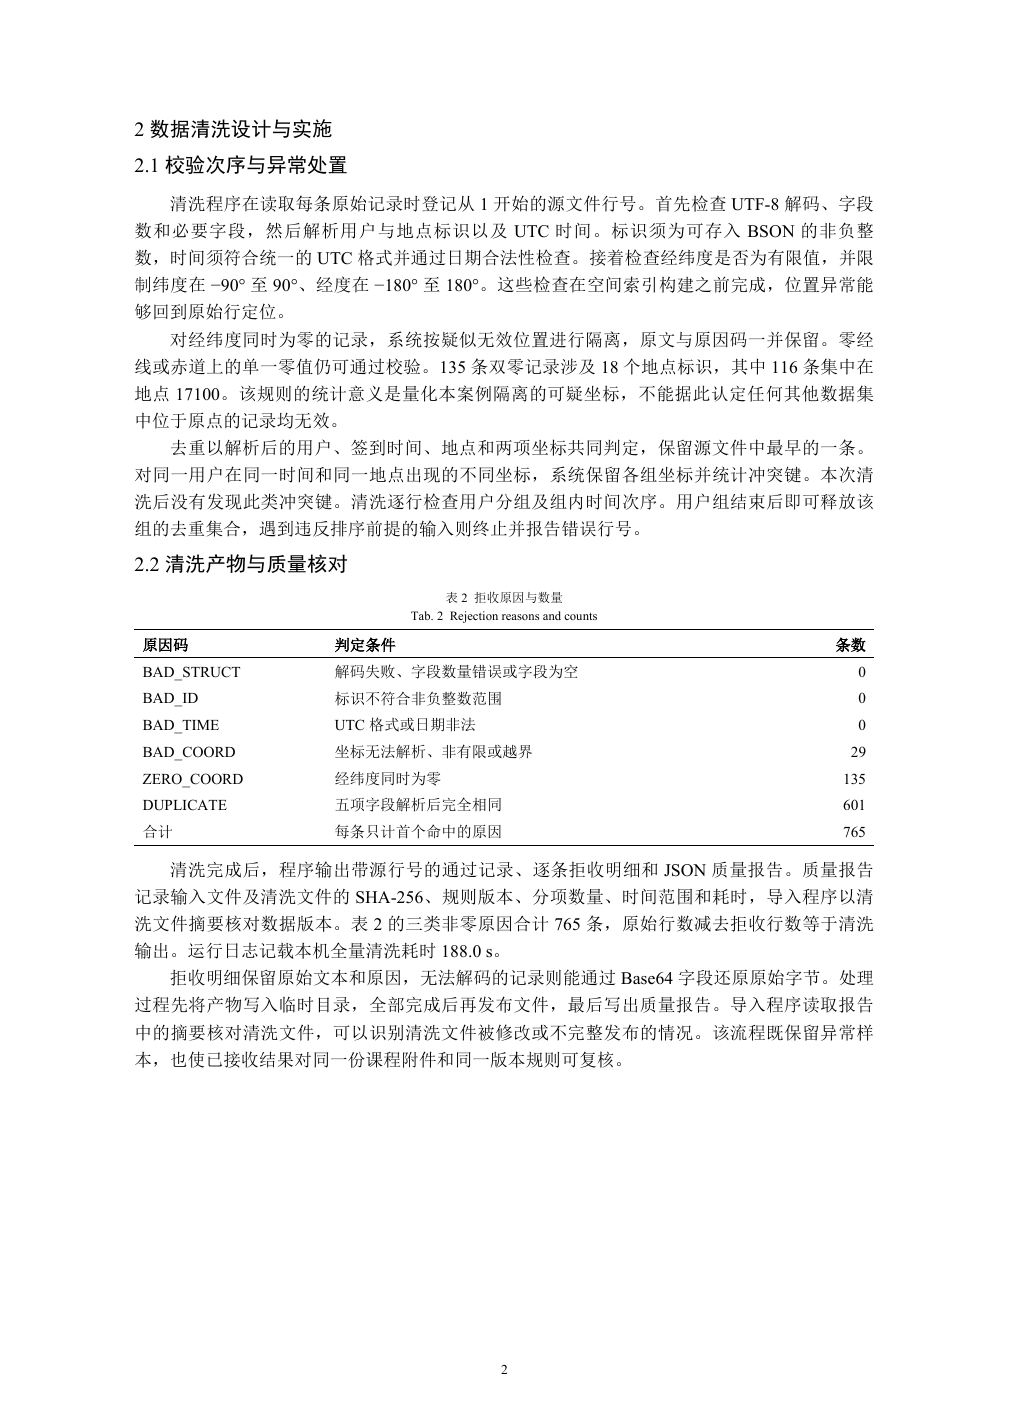 2 数据清洗设计与实施
2.1 校验次序与异常处置
清洗程序在读取每条原始记录时登记从 1 开始的源文件行号。首先检查 UTF-8 解码、字段
数和必要字段，然后解析用户与地点标识以及 UTC 时间。标识须为可存入 BSON 的非负整
数，时间须符合统一的 UTC 格式并通过日期合法性检查。接着检查经纬度是否为有限值，并限
制纬度在 −90° 至 90°、经度在 −180° 至 180°。这些检查在空间索引构建之前完成，位置异常能
够回到原始行定位。
对经纬度同时为零的记录，系统按疑似无效位置进行隔离，原文与原因码一并保留。零经
线或赤道上的单一零值仍可通过校验。135 条双零记录涉及 18 个地点标识，其中 116 条集中在
地点 17100。该规则的统计意义是量化本案例隔离的可疑坐标，不能据此认定任何其他数据集
中位于原点的记录均无效。
去重以解析后的用户、签到时间、地点和两项坐标共同判定，保留源文件中最早的一条。
对同一用户在同一时间和同一地点出现的不同坐标，系统保留各组坐标并统计冲突键。本次清
洗后没有发现此类冲突键。清洗逐行检查用户分组及组内时间次序。用户组结束后即可释放该
组的去重集合，遇到违反排序前提的输入则终止并报告错误行号。
2.2 清洗产物与质量核对
表 2 拒收原因与数量
Tab. 2 Rejection reasons and counts
原因码 判定条件 条数
BAD_STRUCT 解码失败、字段数量错误或字段为空 0
BAD_ID 标识不符合非负整数范围 0
BAD_TIME UTC 格式或日期非法 0
BAD_COORD 坐标无法解析、非有限或越界 29
ZERO_COORD 经纬度同时为零 135
DUPLICATE 五项字段解析后完全相同 601
合计 每条只计首个命中的原因 765
清洗完成后，程序输出带源行号的通过记录、逐条拒收明细和 JSON 质量报告。质量报告
记录输入文件及清洗文件的 SHA-256、规则版本、分项数量、时间范围和耗时，导入程序以清
洗文件摘要核对数据版本。表 2 的三类非零原因合计 765 条，原始行数减去拒收行数等于清洗
输出。运行日志记载本机全量清洗耗时 188.0 s。
拒收明细保留原始文本和原因，无法解码的记录则能通过 Base64 字段还原原始字节。处理
过程先将产物写入临时目录，全部完成后再发布文件，最后写出质量报告。导入程序读取报告
中的摘要核对清洗文件，可以识别清洗文件被修改或不完整发布的情况。该流程既保留异常样
本，也使已接收结果对同一份课程附件和同一版本规则可复核。
2